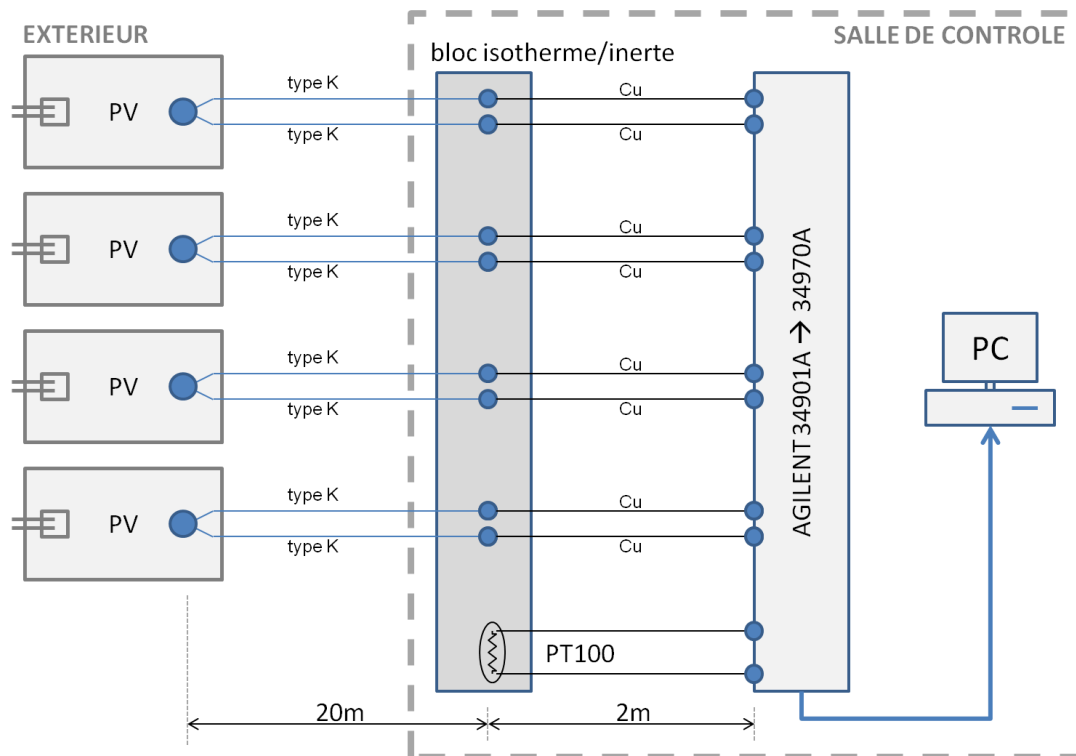 EXTERIEUR
SALLE DE CONTROLE
bloc isotherme/inerte
type K
Cu
PV
type K
Cu
type K
Cu
PV
type K
Cu
type K
Cu
PV
type K
Cu
type K
Cu
PV
type K
Cu
AGILENT 34901A → 34970A
PC
PT100
20m
2m